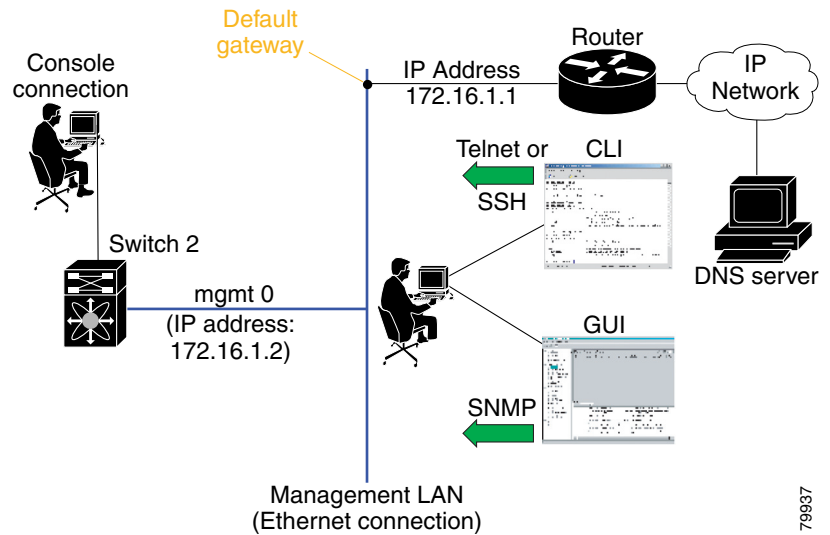 Default
gateway
Console
connection
IP Address
172.16.1.1
Router
IP
Network
Telnet or
SSH
CLI
DNS server
Switch 2
mgmt 0
(IP address:
172.16.1.2)
GUI
SNMP
Management LAN
(Ethernet connection)
79937